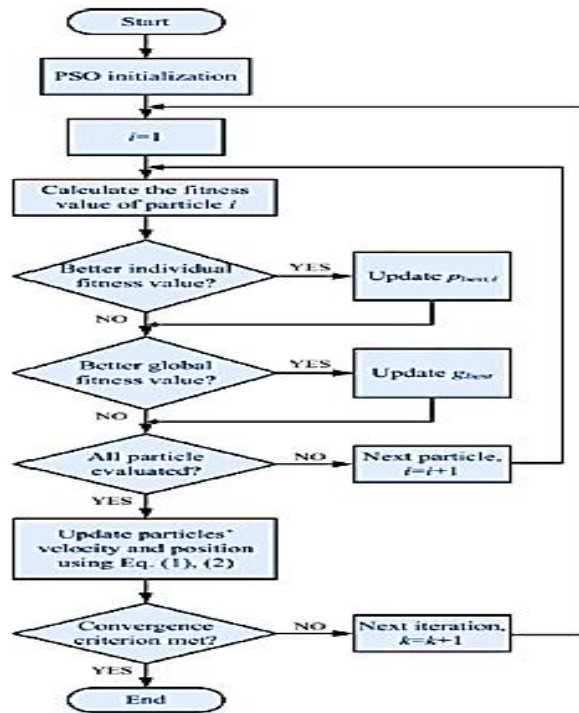 Start
PSO initialization
i=1
Calculate the fitness
value of particle i
Better individual
fitness value?
YES
Update pbest,i
NO
Better global
fitness value?
YES
Update gbest
NO
All particle
evaluated?
NO
Next particle,
i=i+1
YES
Update particles'
velocity and position
using Eq. (1), (2)
Convergence
criterion met?
NO
Next iteration,
k=k+1
YES
End